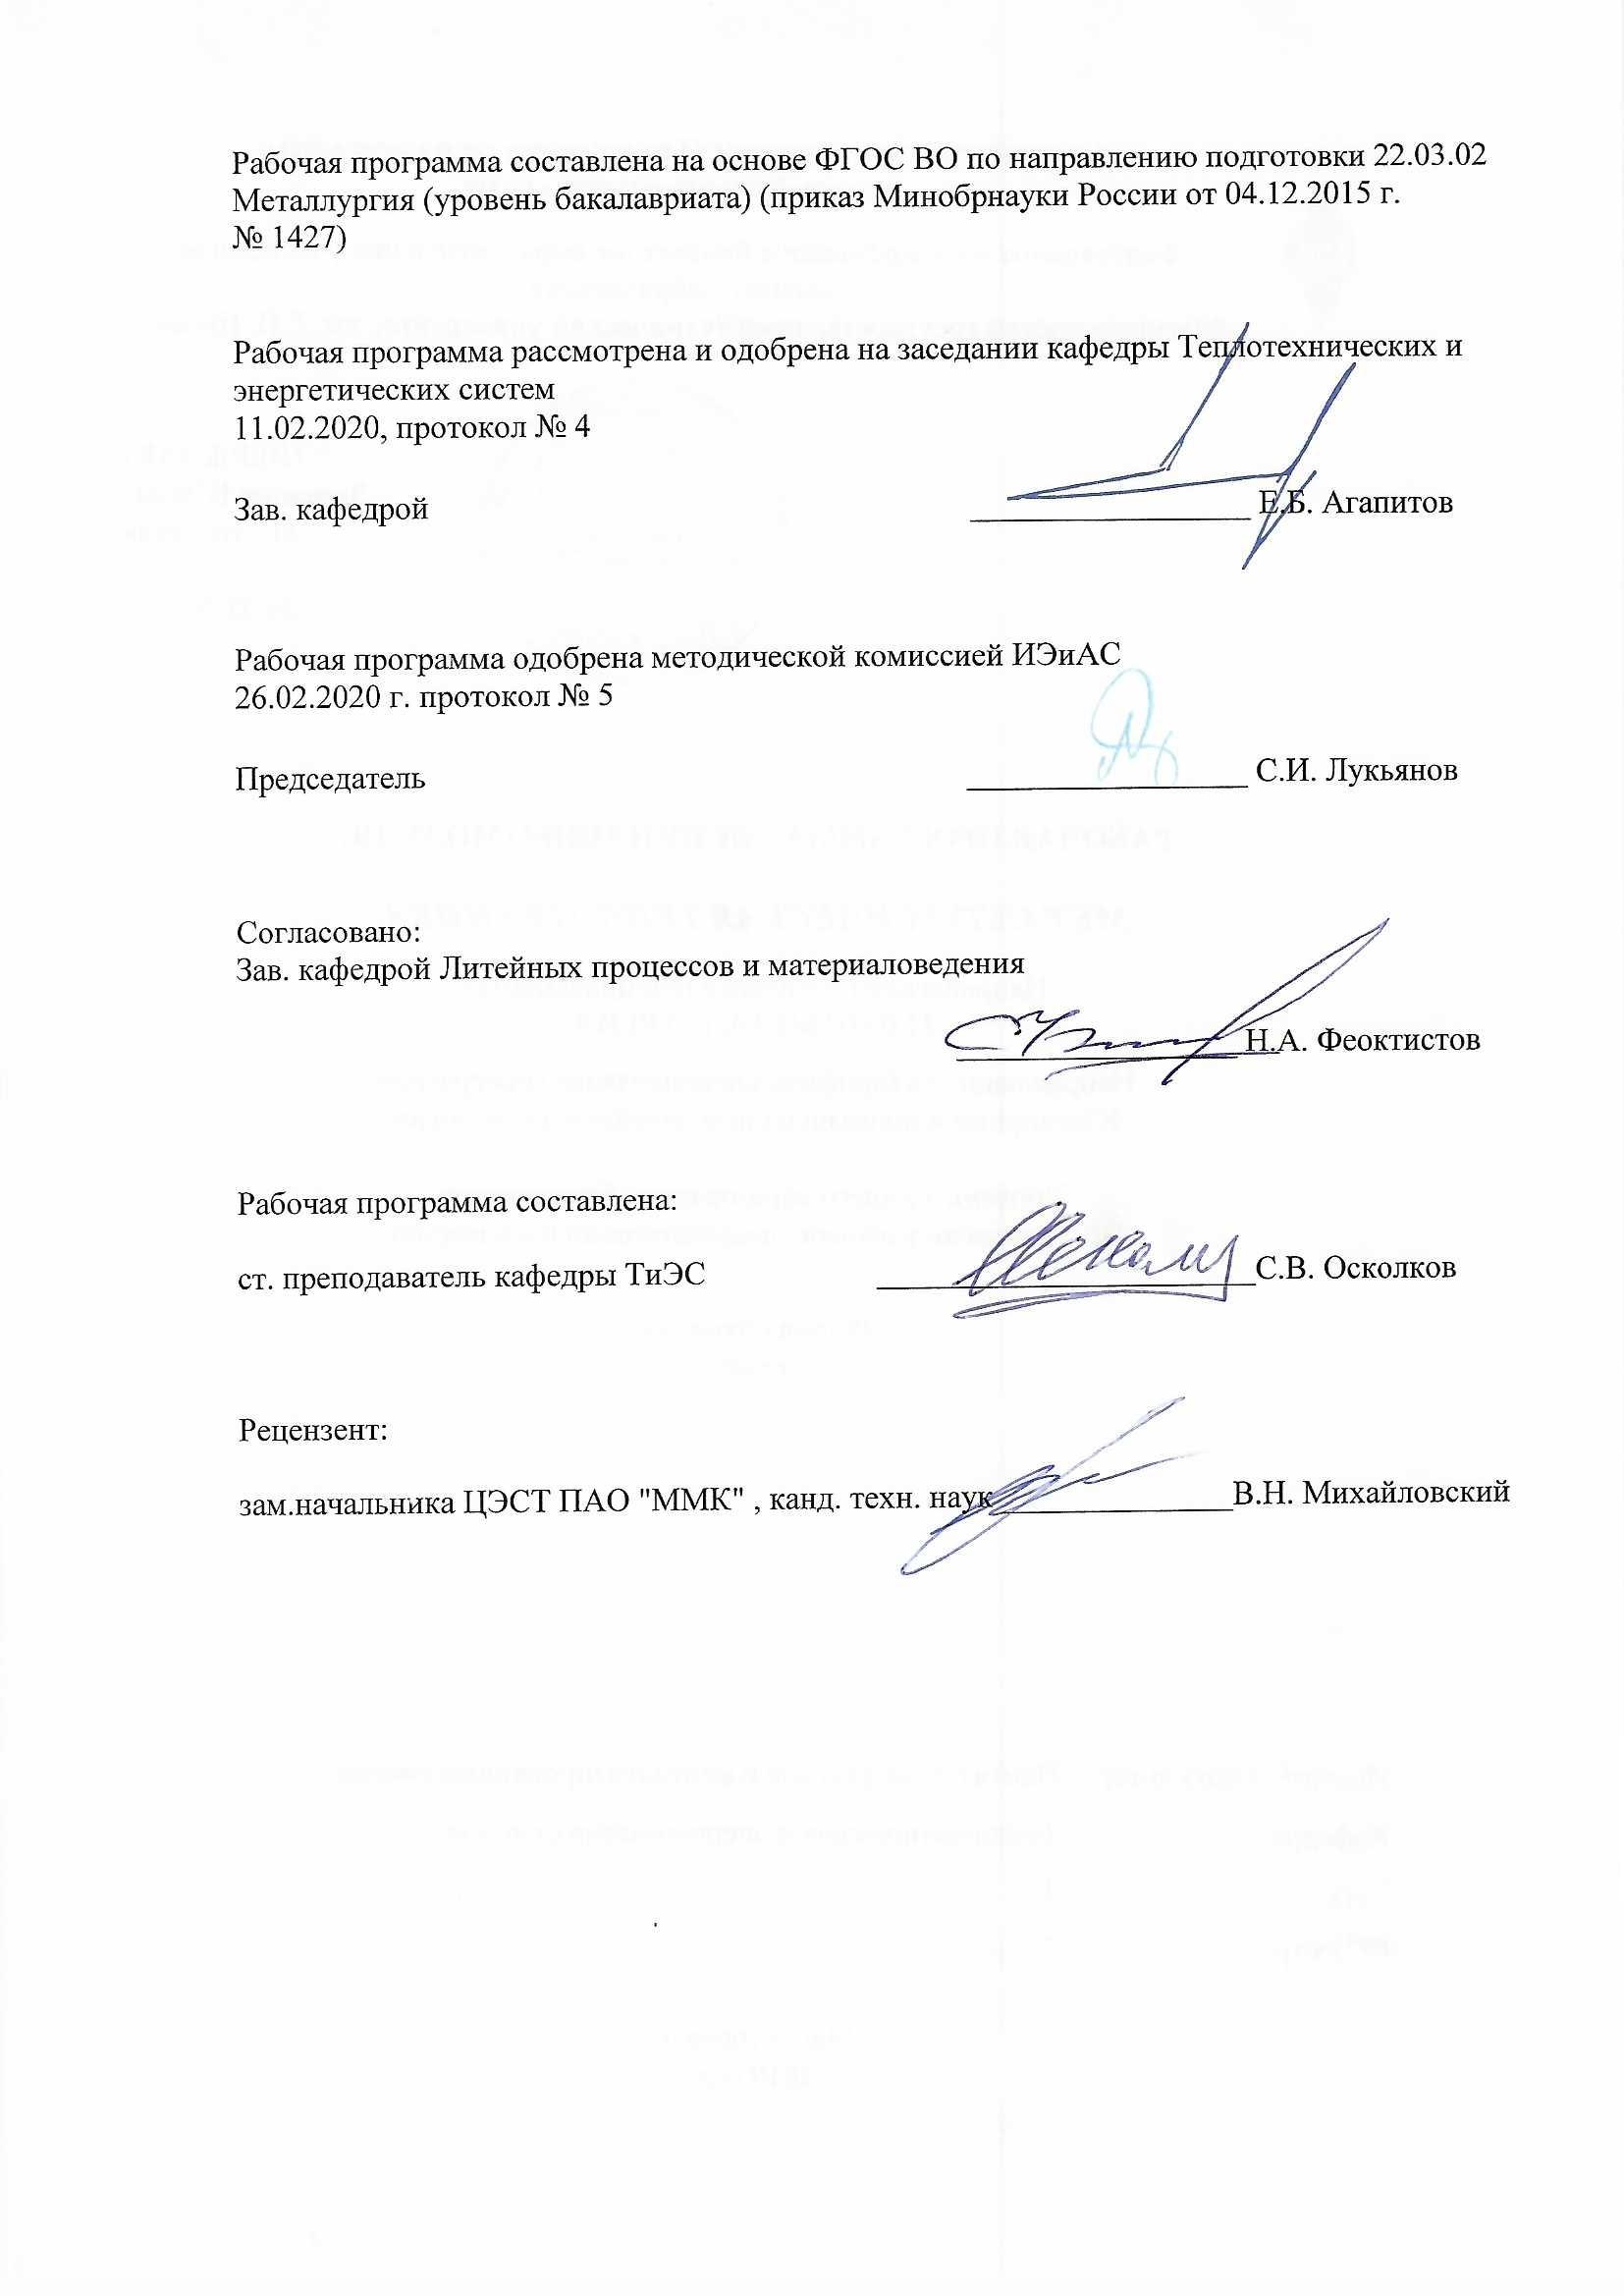 Рабочая программа составлена на основе ФГОС ВО по направлению подготовки 22.03.02
Металлургия (уровень бакалавриата) (приказ Минобрнауки России от 04.12.2015 г.
№ 1427)
Рабочая программа рассмотрена и одобрена на заседании кафедры Теплотехнических и
энергетических систем
11.02.2020, протокол № 4
Зав. кафедрой Е.Б. Агапитов
Рабочая программа одобрена методической комиссией ИЭиАС
26.02.2020 г. протокол № 5
Председатель С.И. Лукьянов
Согласовано:
Зав. кафедрой Литейных процессов и материаловедения
Н.А. Феоктистов
Рабочая программа составлена:
ст. преподаватель кафедры ТиЭС С.В. Осколков
Рецензент:
зам.начальника ЦЭСТ ПАО "ММК" , канд. техн. наук В.Н. Михайловский